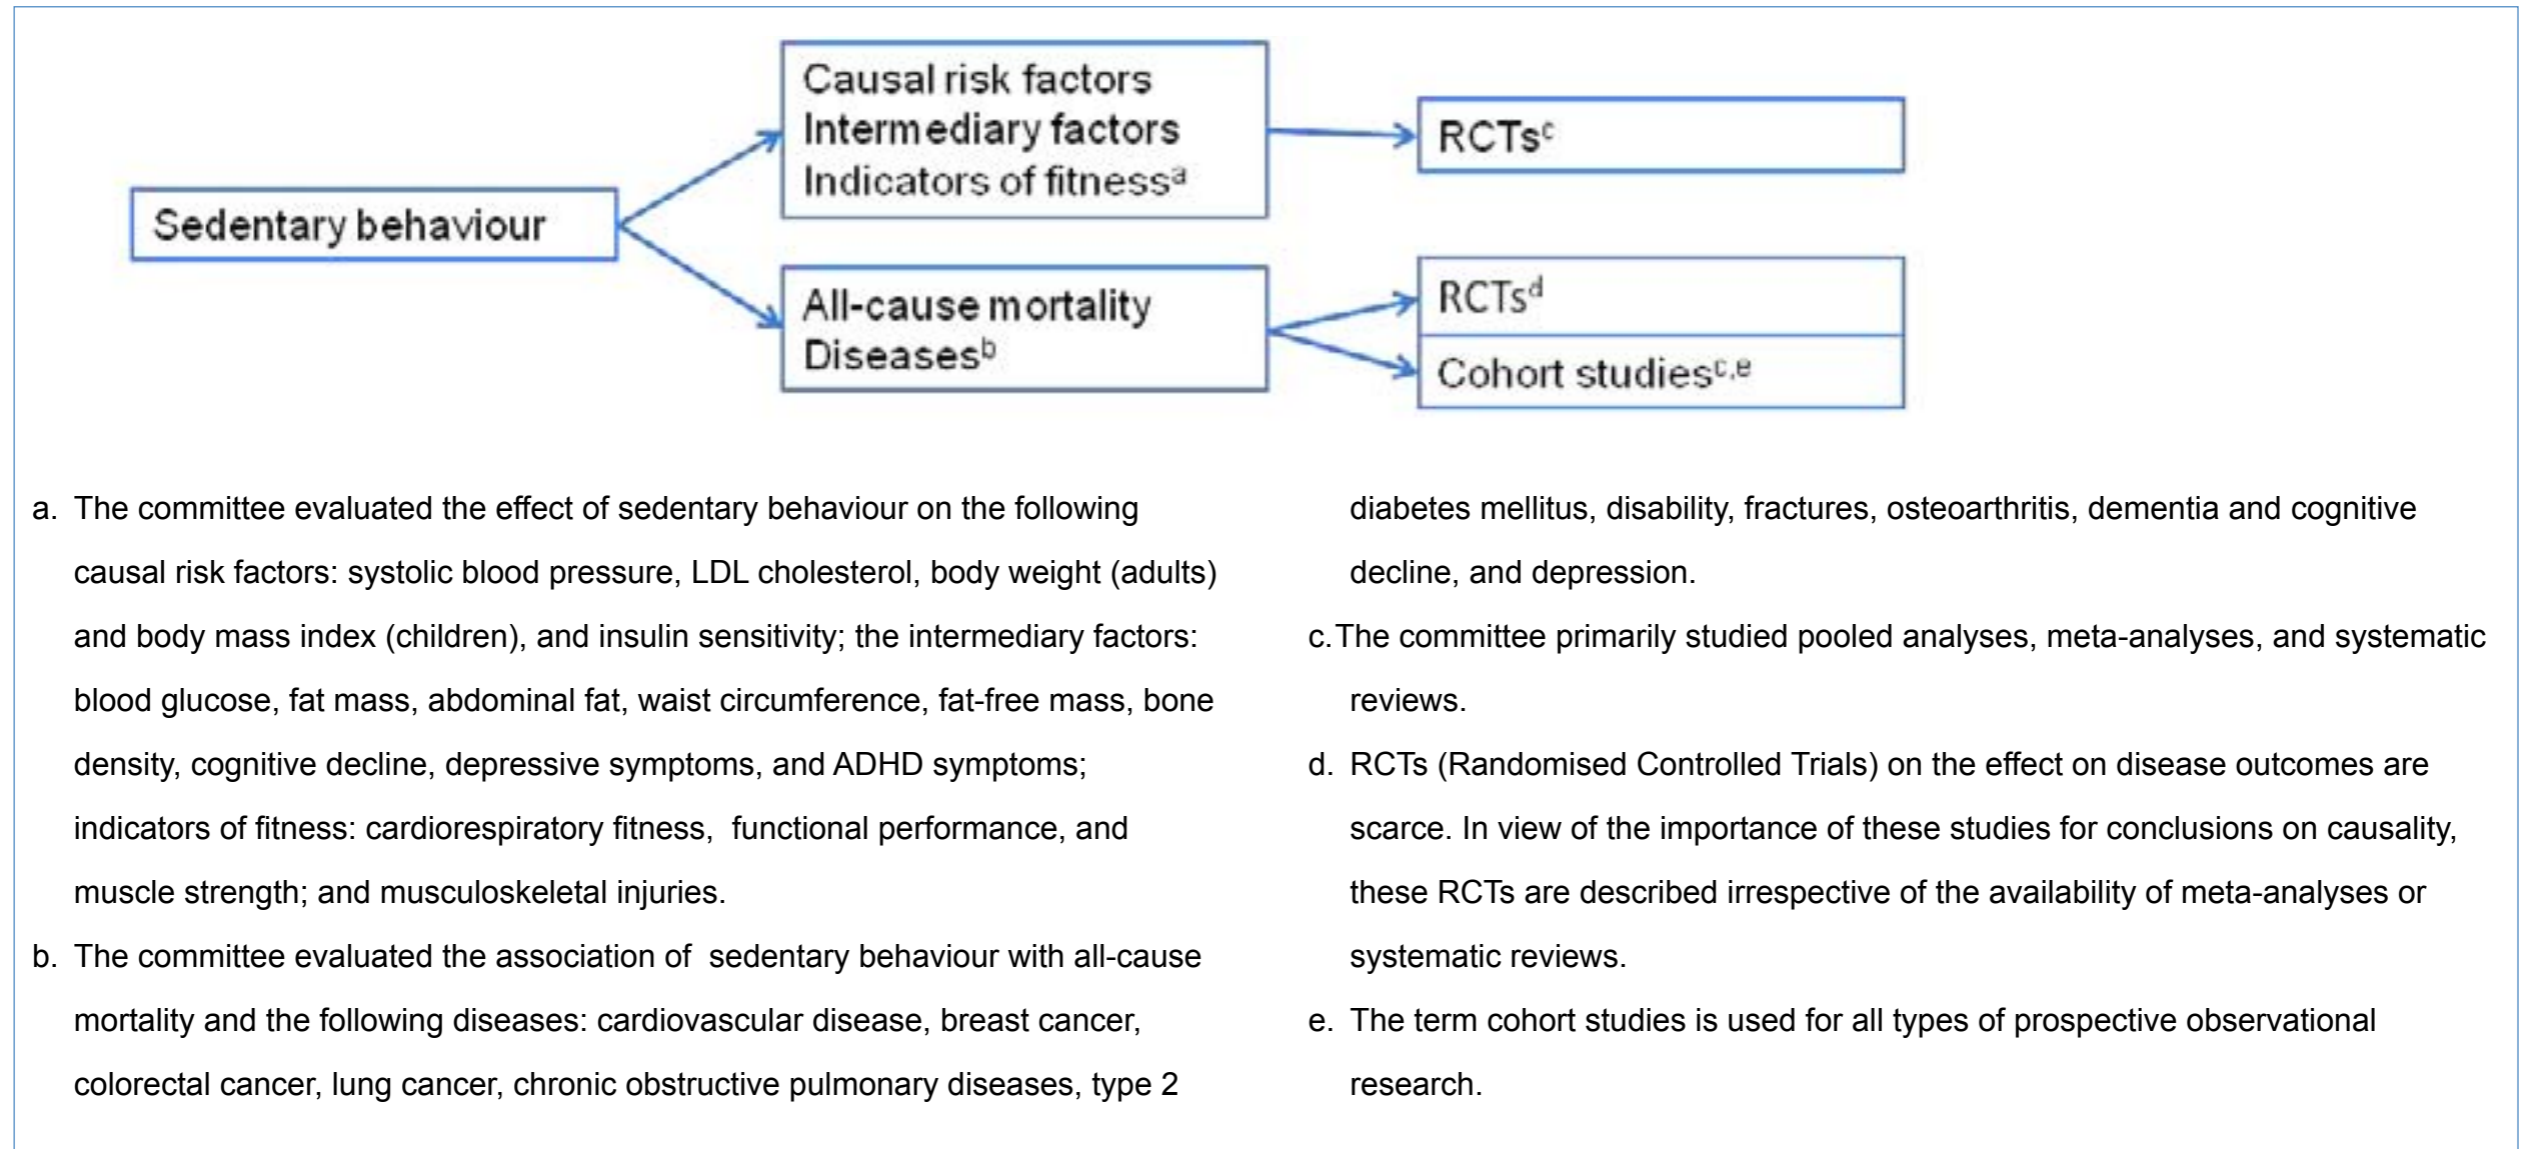 Causal risk factors
Intermediary factors
Indicators of fitnessᵃ
RCTsᶜ
Sedentary behaviour
All-cause mortality
Diseasesᵇ
RCTsᵈ
Cohort studiesᶜ,ᵉ
a. The committee evaluated the effect of sedentary behaviour on the following
causal risk factors: systolic blood pressure, LDL cholesterol, body weight (adults)
and body mass index (children), and insulin sensitivity; the intermediary factors:
blood glucose, fat mass, abdominal fat, waist circumference, fat-free mass, bone
density, cognitive decline, depressive symptoms, and ADHD symptoms;
indicators of fitness: cardiorespiratory fitness, functional performance, and
muscle strength; and musculoskeletal injuries.
b. The committee evaluated the association of sedentary behaviour with all-cause
mortality and the following diseases: cardiovascular disease, breast cancer,
colorectal cancer, lung cancer, chronic obstructive pulmonary diseases, type 2
diabetes mellitus, disability, fractures, osteoarthritis, dementia and cognitive
decline, and depression.
c. The committee primarily studied pooled analyses, meta-analyses, and systematic
reviews.
d. RCTs (Randomised Controlled Trials) on the effect on disease outcomes are
scarce. In view of the importance of these studies for conclusions on causality,
these RCTs are described irrespective of the availability of meta-analyses or
systematic reviews.
e. The term cohort studies is used for all types of prospective observational
research.